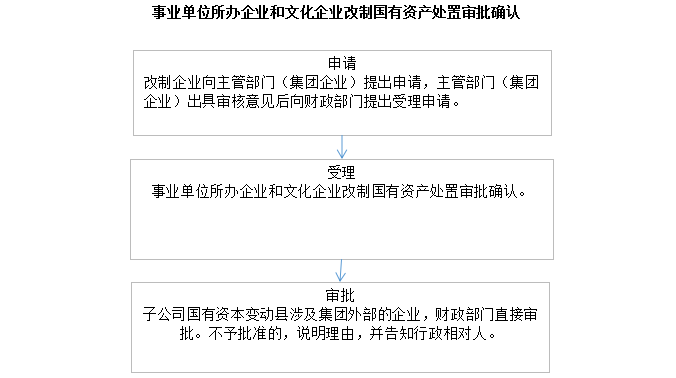 事业单位所办企业和文化企业改制国有资产处置审批确认
申请
改制企业向主管部门（集团企业）提出申请，主管部门（集团
企业）出具审核意见后向财政部门提出受理申请。
受理
事业单位所办企业和文化企业改制国有资产处置审批确认。
审批
子公司国有资本变动县涉及集团外部的企业，财政部门直接审
批。不予批准的，说明理由，并告知行政相对人。